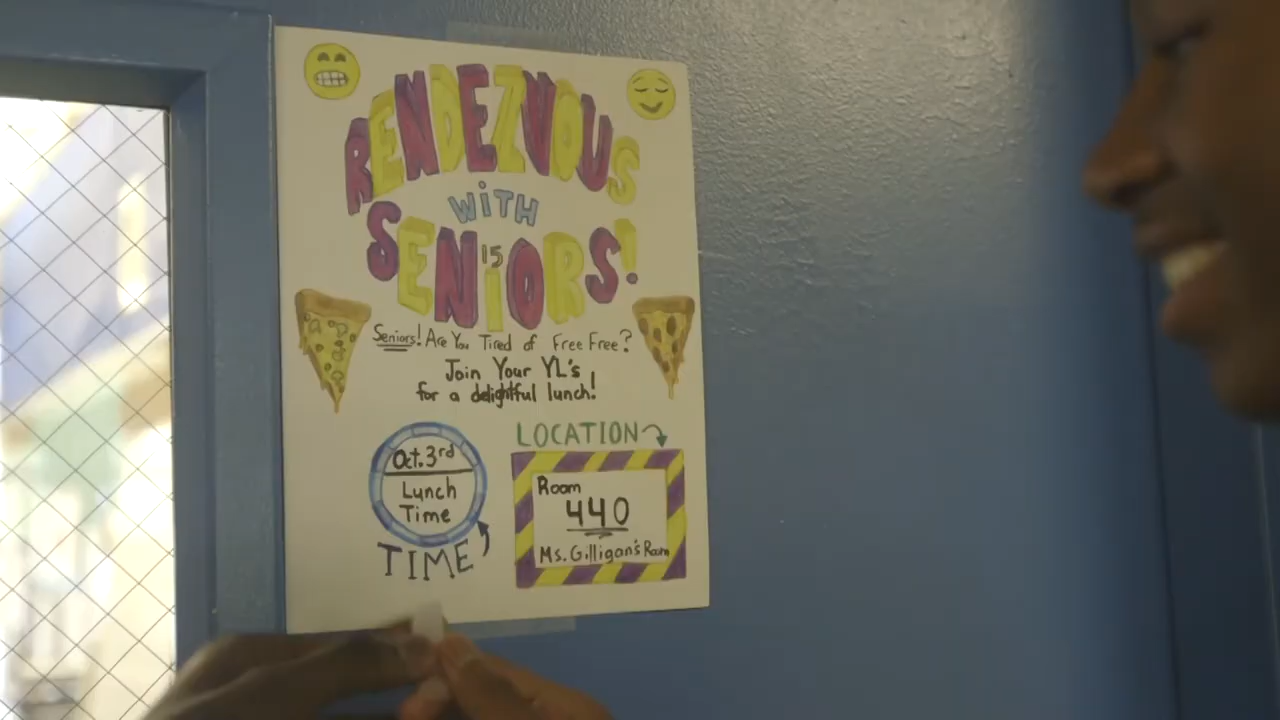 RENDEZVOUS
WiTH
SENIORS!
15
Seniors! Are You Tired of Free Free?
Join Your YL's
for a delightful lunch!
Oct. 3rd
Lunch
Time
TIME
LOCATION
Room
440
Ms. Gilligan's Room